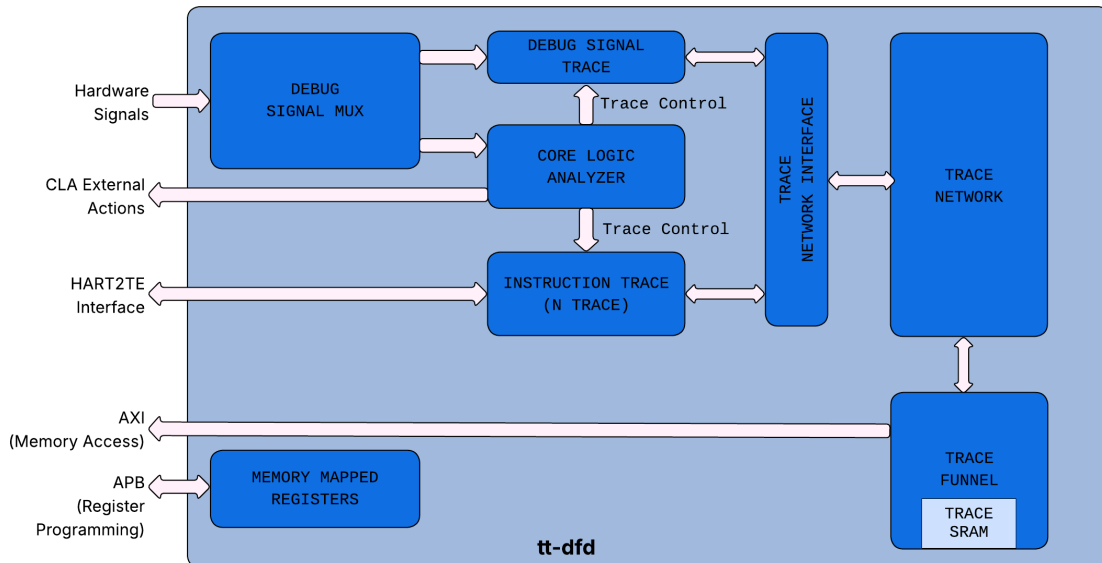 Hardware
Signals
DEBUG
SIGNAL MUX
DEBUG SIGNAL
TRACE
Trace Control
CORE LOGIC
ANALYZER
CLA External
Actions
Trace Control
HART2TE
Interface
INSTRUCTION TRACE
(N TRACE)
TRACE
NETWORK INTERFACE
TRACE
NETWORK
AXI
(Memory Access)
APB
(Register
Programming)
MEMORY MAPPED
REGISTERS
TRACE
FUNNEL
TRACE
SRAM
tt-dfd